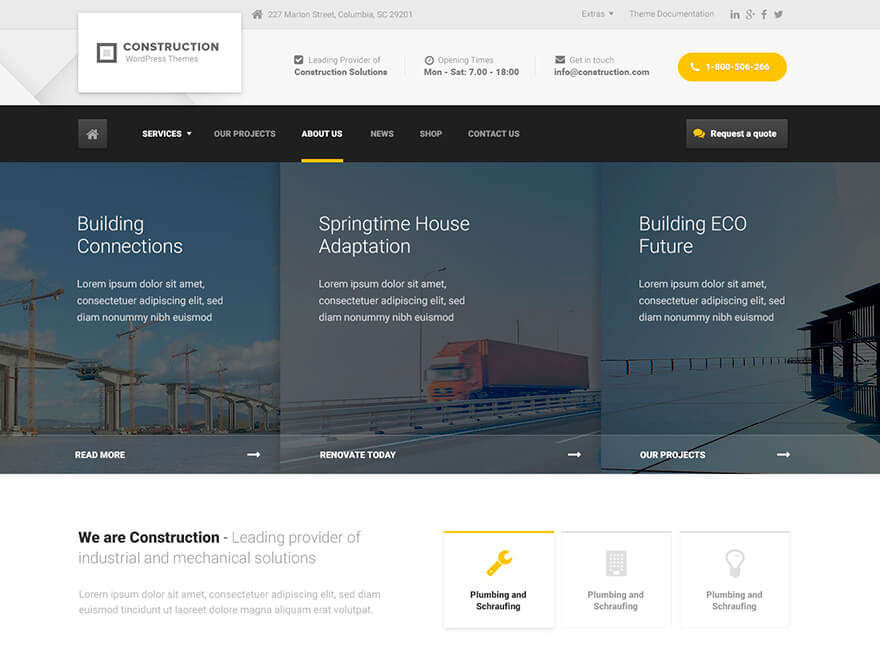 227 Marion Street, Columbia, SC 29201
Extras
Theme Documentation
in g+ f
CONSTRUCTION
WordPress Themes
Leading Provider of
Construction Solutions
Opening Times
Mon - Sat: 7.00 - 18:00
Get in touch
info@construction.com
1-800-506-266
SERVICES
OUR PROJECTS
ABOUT US
NEWS
SHOP
CONTACT US
Request a quote
Building
Connections
Lorem ipsum dolor sit amet,
consectetuer adipiscing elit, sed
diam nonummy nibh euismod
READ MORE
Springtime House
Adaptation
Lorem ipsum dolor sit amet,
consectetuer adipiscing elit, sed
diam nonummy nibh euismod
RENOVATE TODAY
Building ECO
Future
Lorem ipsum dolor sit amet,
consectetuer adipiscing elit, sed
diam nonummy nibh euismod
OUR PROJECTS
We are Construction - Leading provider of
industrial and mechanical solutions
Lorem ipsum dolor sit amet, consectetuer adipiscing elit, sed diam nonummy nibh
euismod tincidunt ut laoreet dolore magna aliquam erat volutpat.
Plumbing and
Schraufing
Plumbing and
Schraufing
Plumbing and
Schraufing